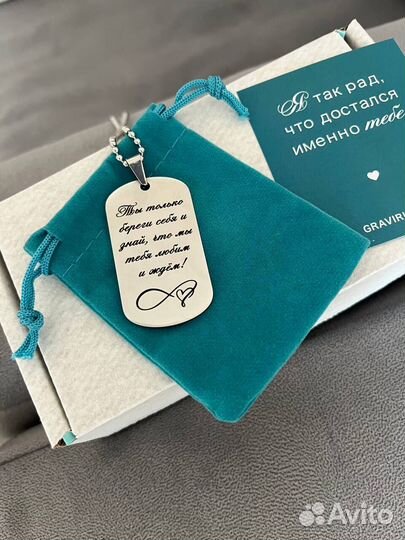 Я так рад,
что достался
именно тебе
GRAVIR
Ты только
береги себя и
знай, что мы
тебя любим
и ждём!
Avito